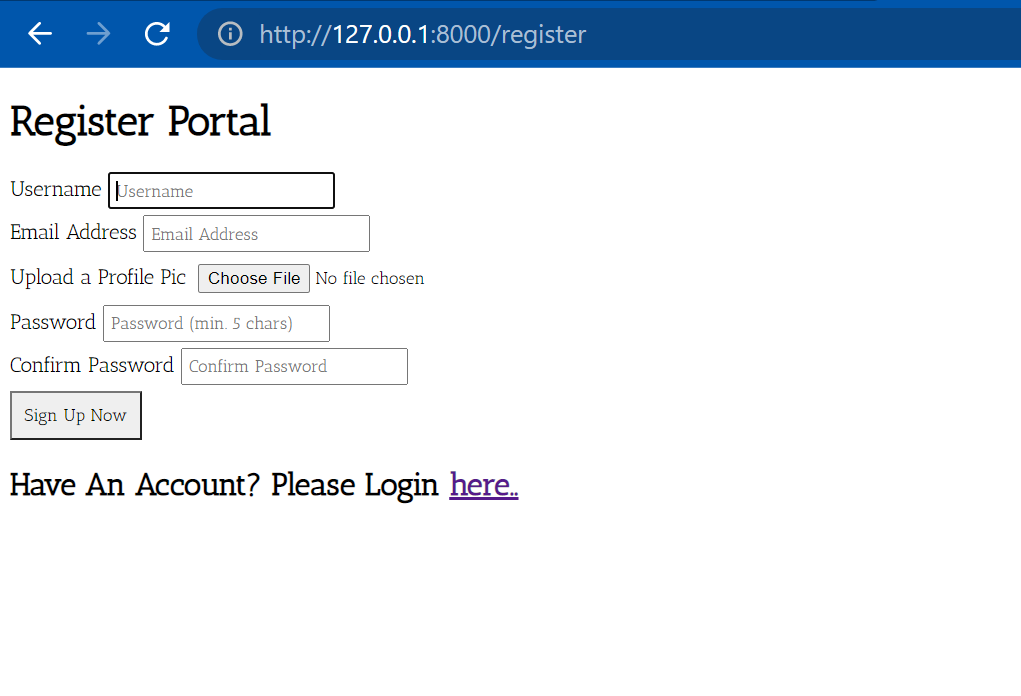 http://127.0.0.1:8000/register
Register Portal
Username Username
Email Address Email Address
Upload a Profile Pic Choose File No file chosen
Password Password (min. 5 chars)
Confirm Password Confirm Password
Sign Up Now
Have An Account? Please Login here..